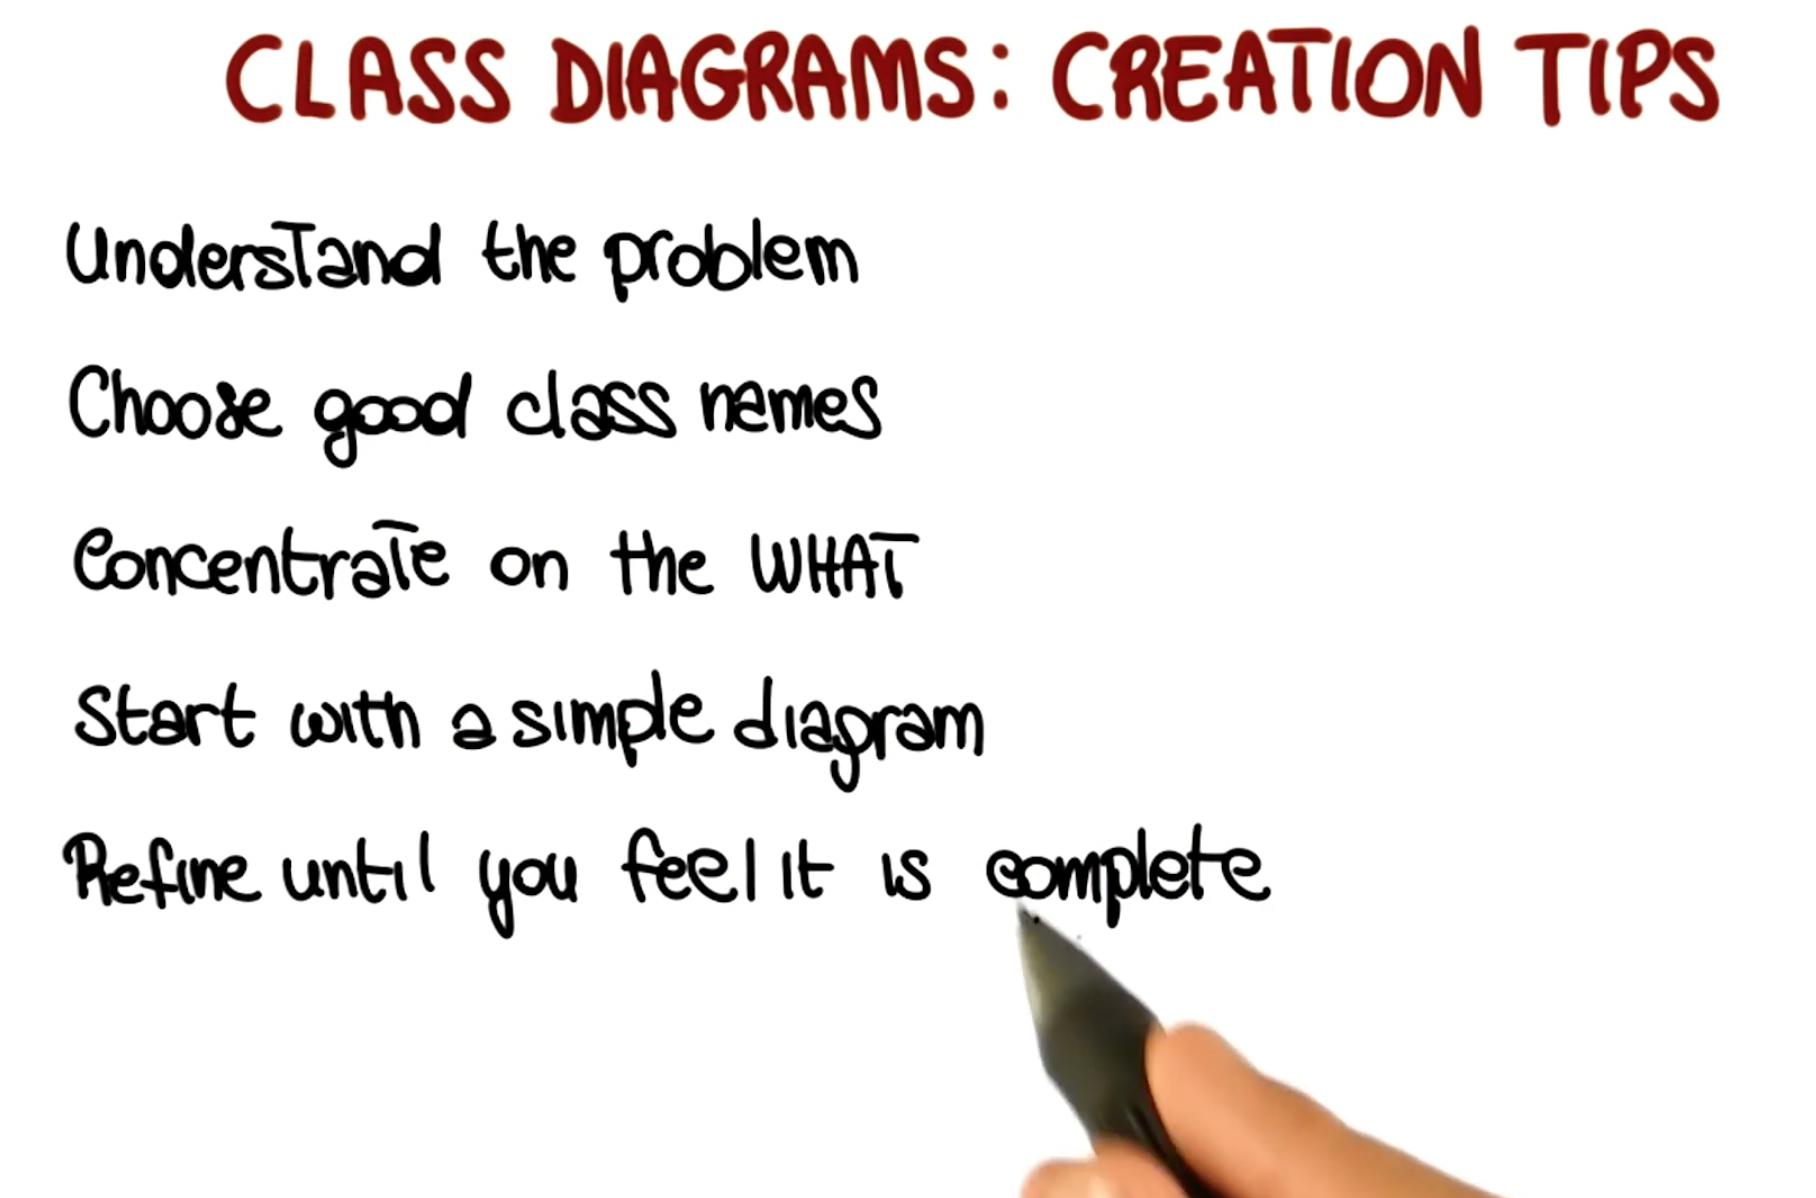 CLASS DIAGRAMS: CREATION TIPS
Understand the problem
Choose good class names
Concentrate on the WHAT
Start with a simple diagram
Refine until you feel it is complete